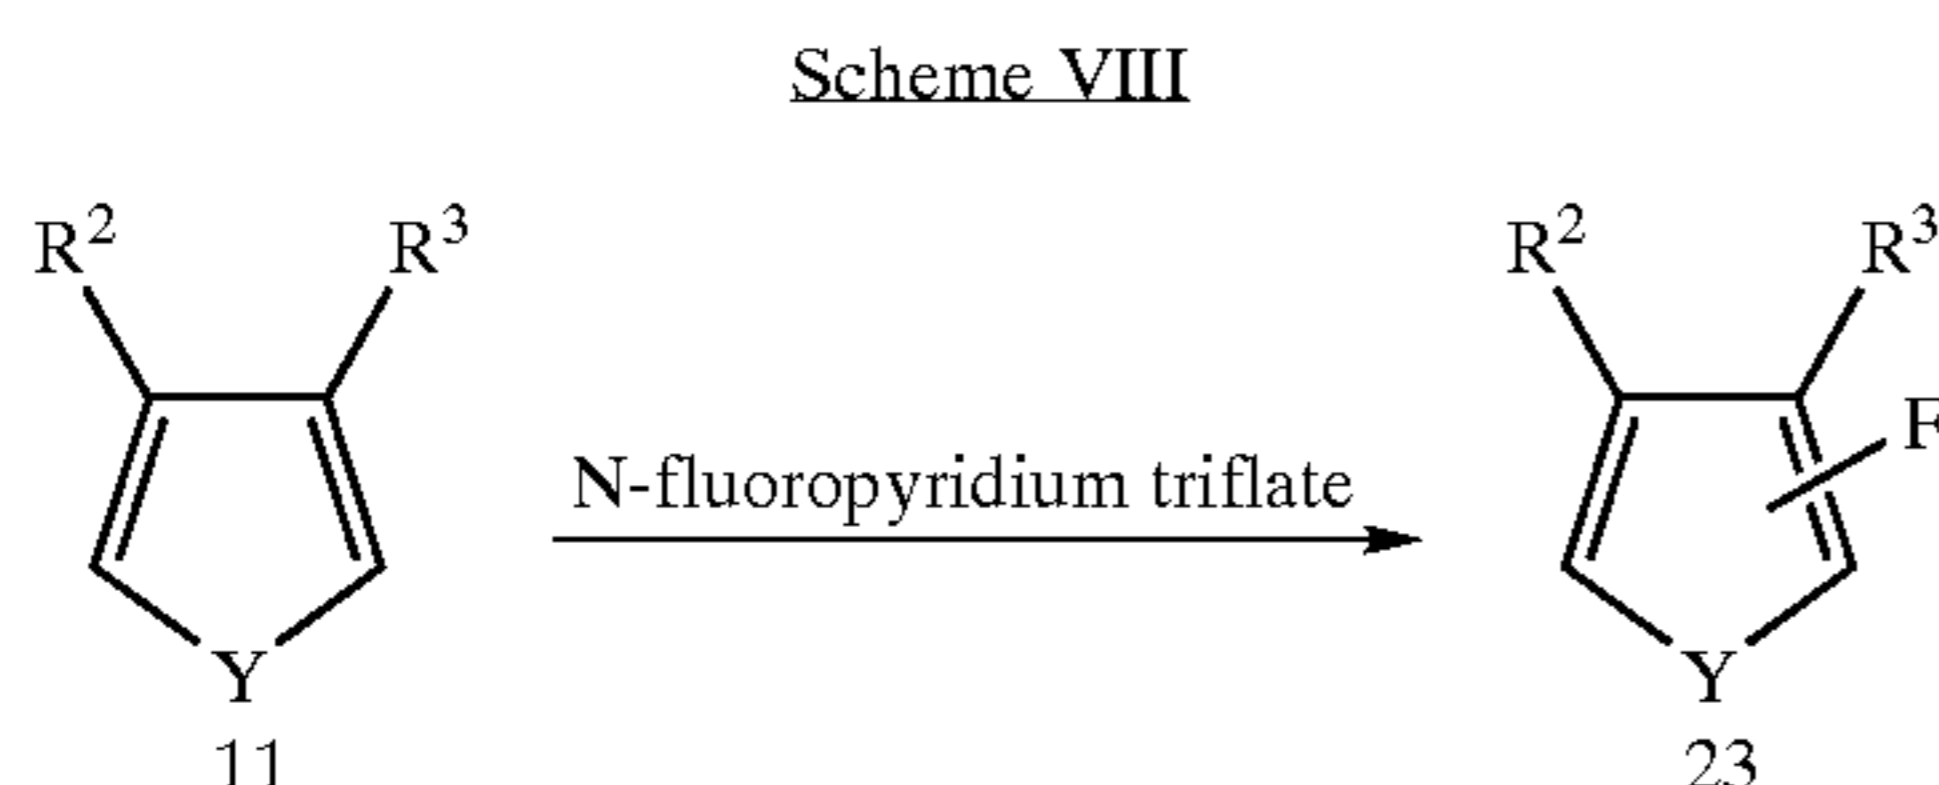 Scheme VIII
R² R³ R² R³
F
N-fluoropyridium triflate
Y Y
11 23